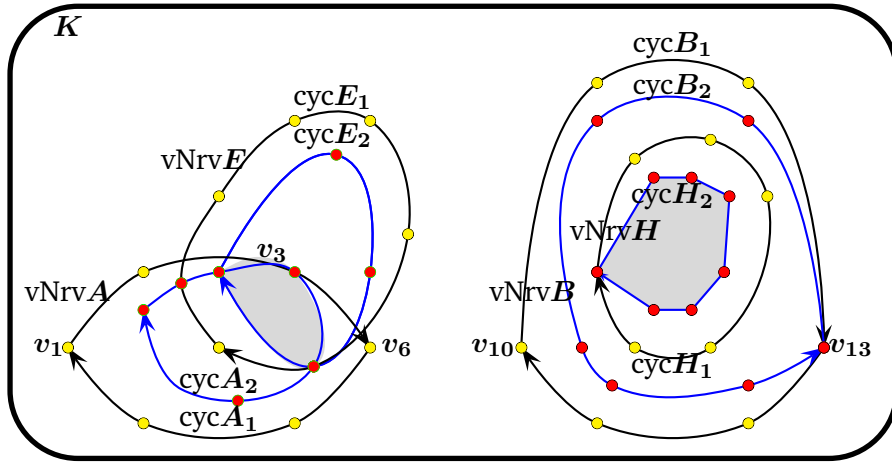 K
cycB₁
cycB₂
cycE₁
cycE₂
vNrvE
cycH₂
vNrvH
v₃
vNrvA
vNrvB
v₁
v₆
v₁₀
v₁₃
cycH₁
cycA₂
cycA₁